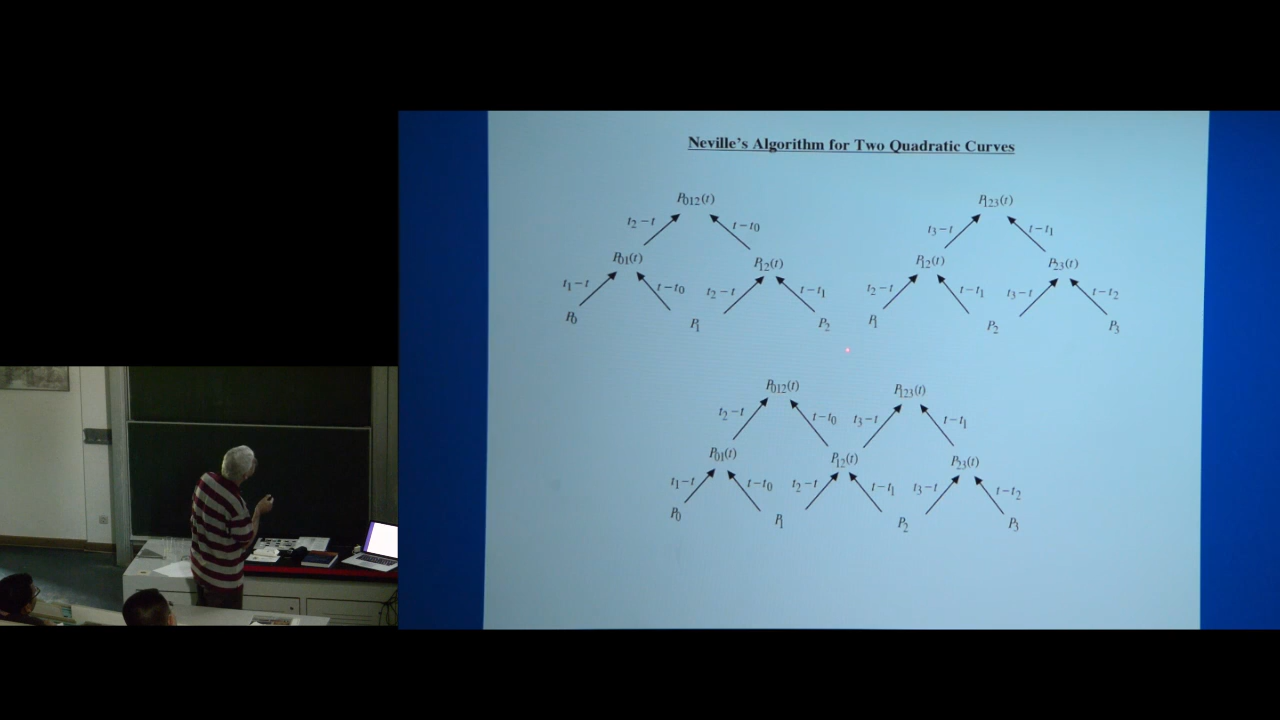 Neville's Algorithm for Two Quadratic Curves
P012(t) P123(t)
t2 − t t − t0 t3 − t t − t1
P01(t) P12(t) P12(t) P23(t)
t1 − t t − t0 t2 − t t − t1 t2 − t t − t1 t3 − t t − t2
P0 P1 P2 P1 P2 P3
P012(t) P123(t)
t2 − t t − t0 t3 − t t − t1
P01(t) P12(t) P23(t)
t1 − t t − t0 t2 − t t − t1 t3 − t t − t2
P0 P1 P2 P3